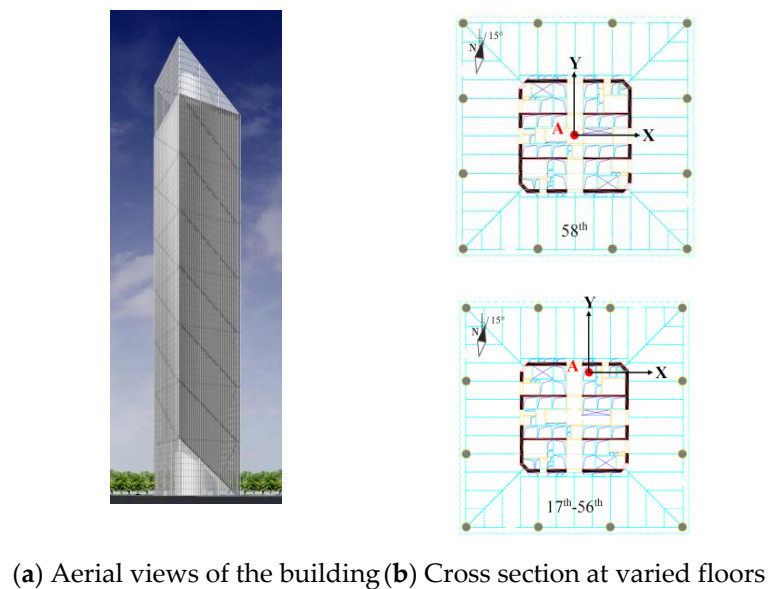 15°
N
Y
A
X
58th
Y
15°
N
A
X
17th-56th
(a) Aerial views of the building (b) Cross section at varied floors